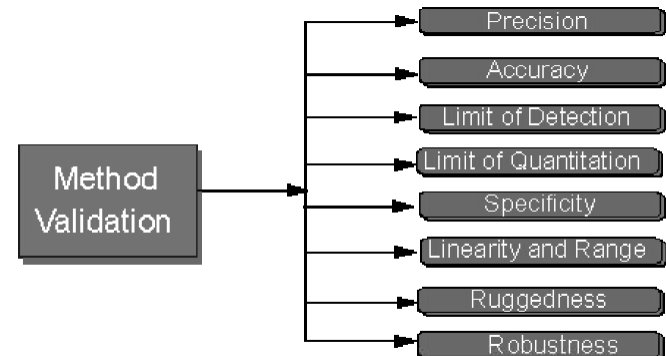 Method
Validation
Precision
Accuracy
Limit of Detection
Limit of Quantitation
Specificity
Linearity and Range
Ruggedness
Robustness